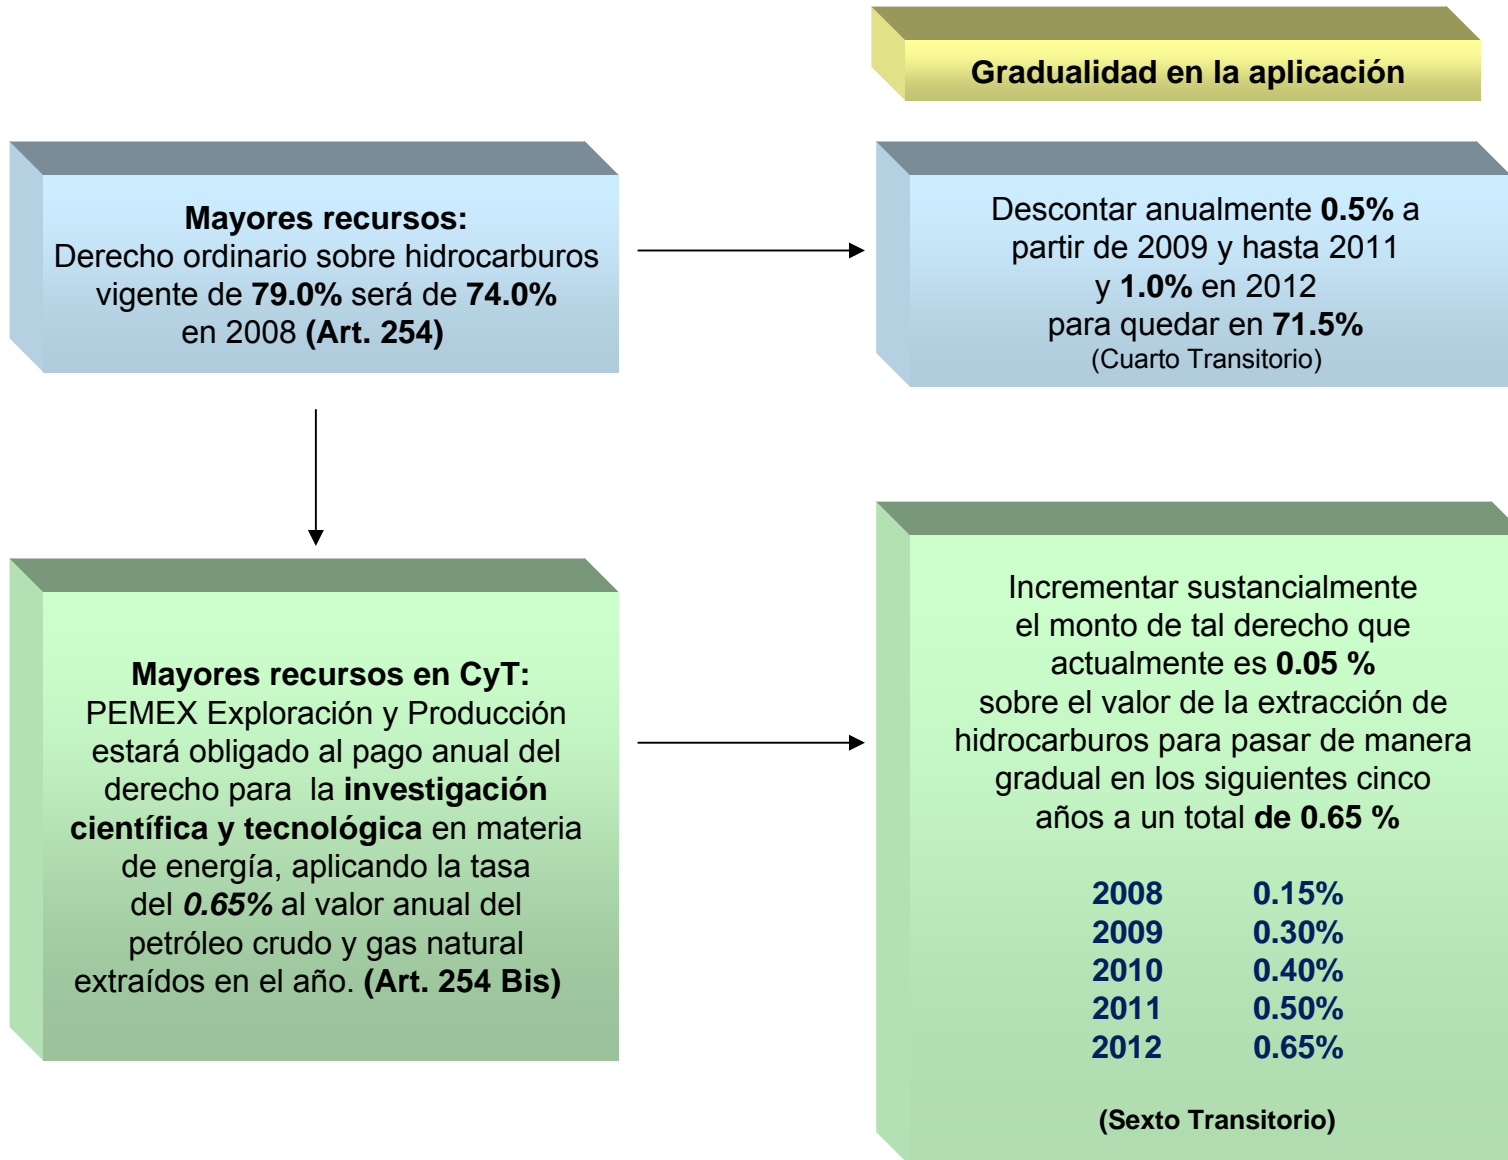 Gradualidad en la aplicación
Mayores recursos:
Derecho ordinario sobre hidrocarburos
vigente de 79.0% será de 74.0%
en 2008 (Art. 254)
Descontar anualmente 0.5% a
partir de 2009 y hasta 2011
y 1.0% en 2012
para quedar en 71.5%
(Cuarto Transitorio)
Mayores recursos en CyT:
PEMEX Exploración y Producción
estará obligado al pago anual del
derecho para la investigación
científica y tecnológica en materia
de energía, aplicando la tasa
del 0.65% al valor anual del
petróleo crudo y gas natural
extraídos en el año. (Art. 254 Bis)
Incrementar sustancialmente
el monto de tal derecho que
actualmente es 0.05 %
sobre el valor de la extracción de
hidrocarburos para pasar de manera
gradual en los siguientes cinco
años a un total de 0.65 %
2008 0.15%
2009 0.30%
2010 0.40%
2011 0.50%
2012 0.65%
(Sexto Transitorio)